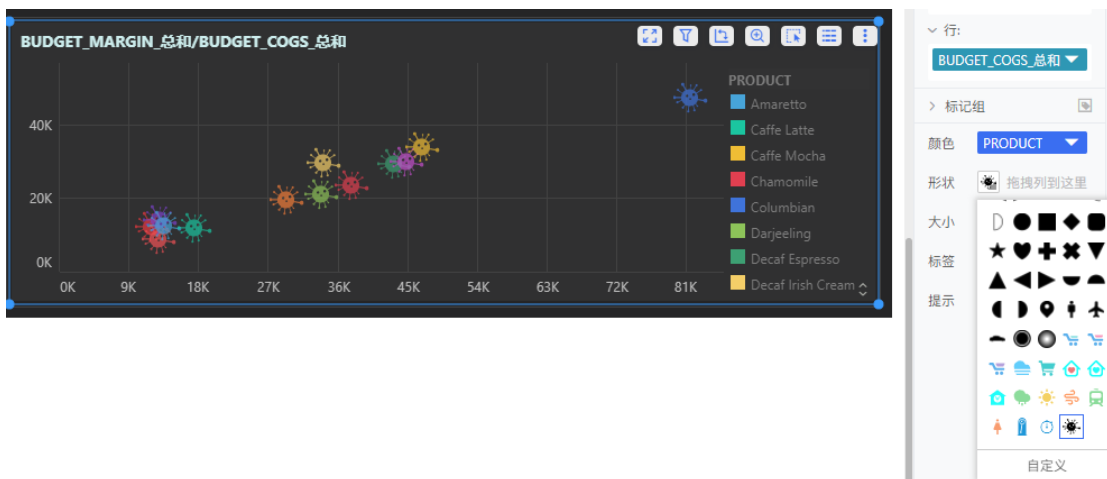 BUDGET_MARGIN_总和/BUDGET_COGS_总和
40K
20K
0K
0K 9K 18K 27K 36K 45K 54K 63K 72K 81K
PRODUCT
Amaretto
Caffe Latte
Caffe Mocha
Chamomile
Columbian
Darjeeling
Decaf Espresso
Decaf Irish Cream
行:
BUDGET_COGS_总和
标记组
颜色 PRODUCT
形状 拖拽列到这里
大小
标签
提示
自定义